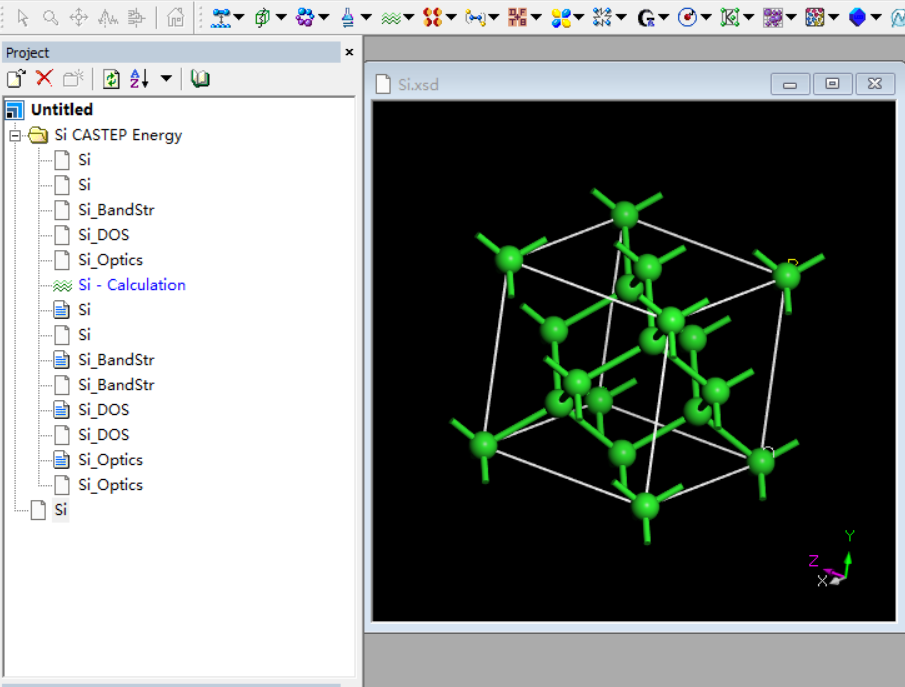 Project
Untitled
Si CASTEP Energy
Si
Si
Si_BandStr
Si_DOS
Si_Optics
Si - Calculation
Si
Si
Si_BandStr
Si_BandStr
Si_DOS
Si_DOS
Si_Optics
Si_Optics
Si
Si.xsd
Y
Z
X